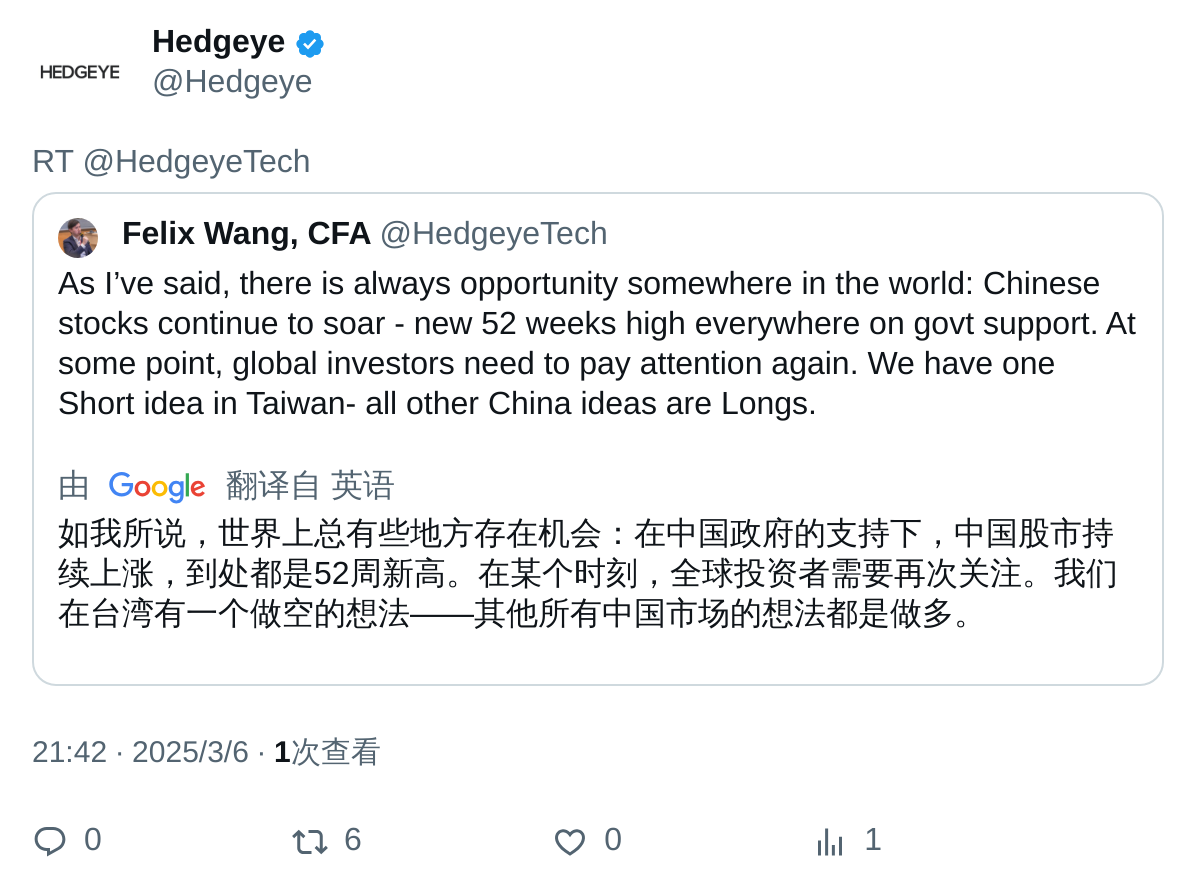 Hedgeye
HEDGEYE
@Hedgeye
RT @HedgeyeTech
Felix Wang, CFA @HedgeyeTech
As I’ve said, there is always opportunity somewhere in the world: Chinese
stocks continue to soar - new 52 weeks high everywhere on govt support. At
some point, global investors need to pay attention again. We have one
Short idea in Taiwan- all other China ideas are Longs.
由 Google 翻译自 英语
如我所说，世界上总有些地方存在机会：在中国政府的支持下，中国股市持
续上涨，到处都是52周新高。在某个时刻，全球投资者需要再次关注。我们
在台湾有一个做空的想法——其他所有中国市场的想法都是做多。
21:42 · 2025/3/6 · 1次查看
0 6 0 1